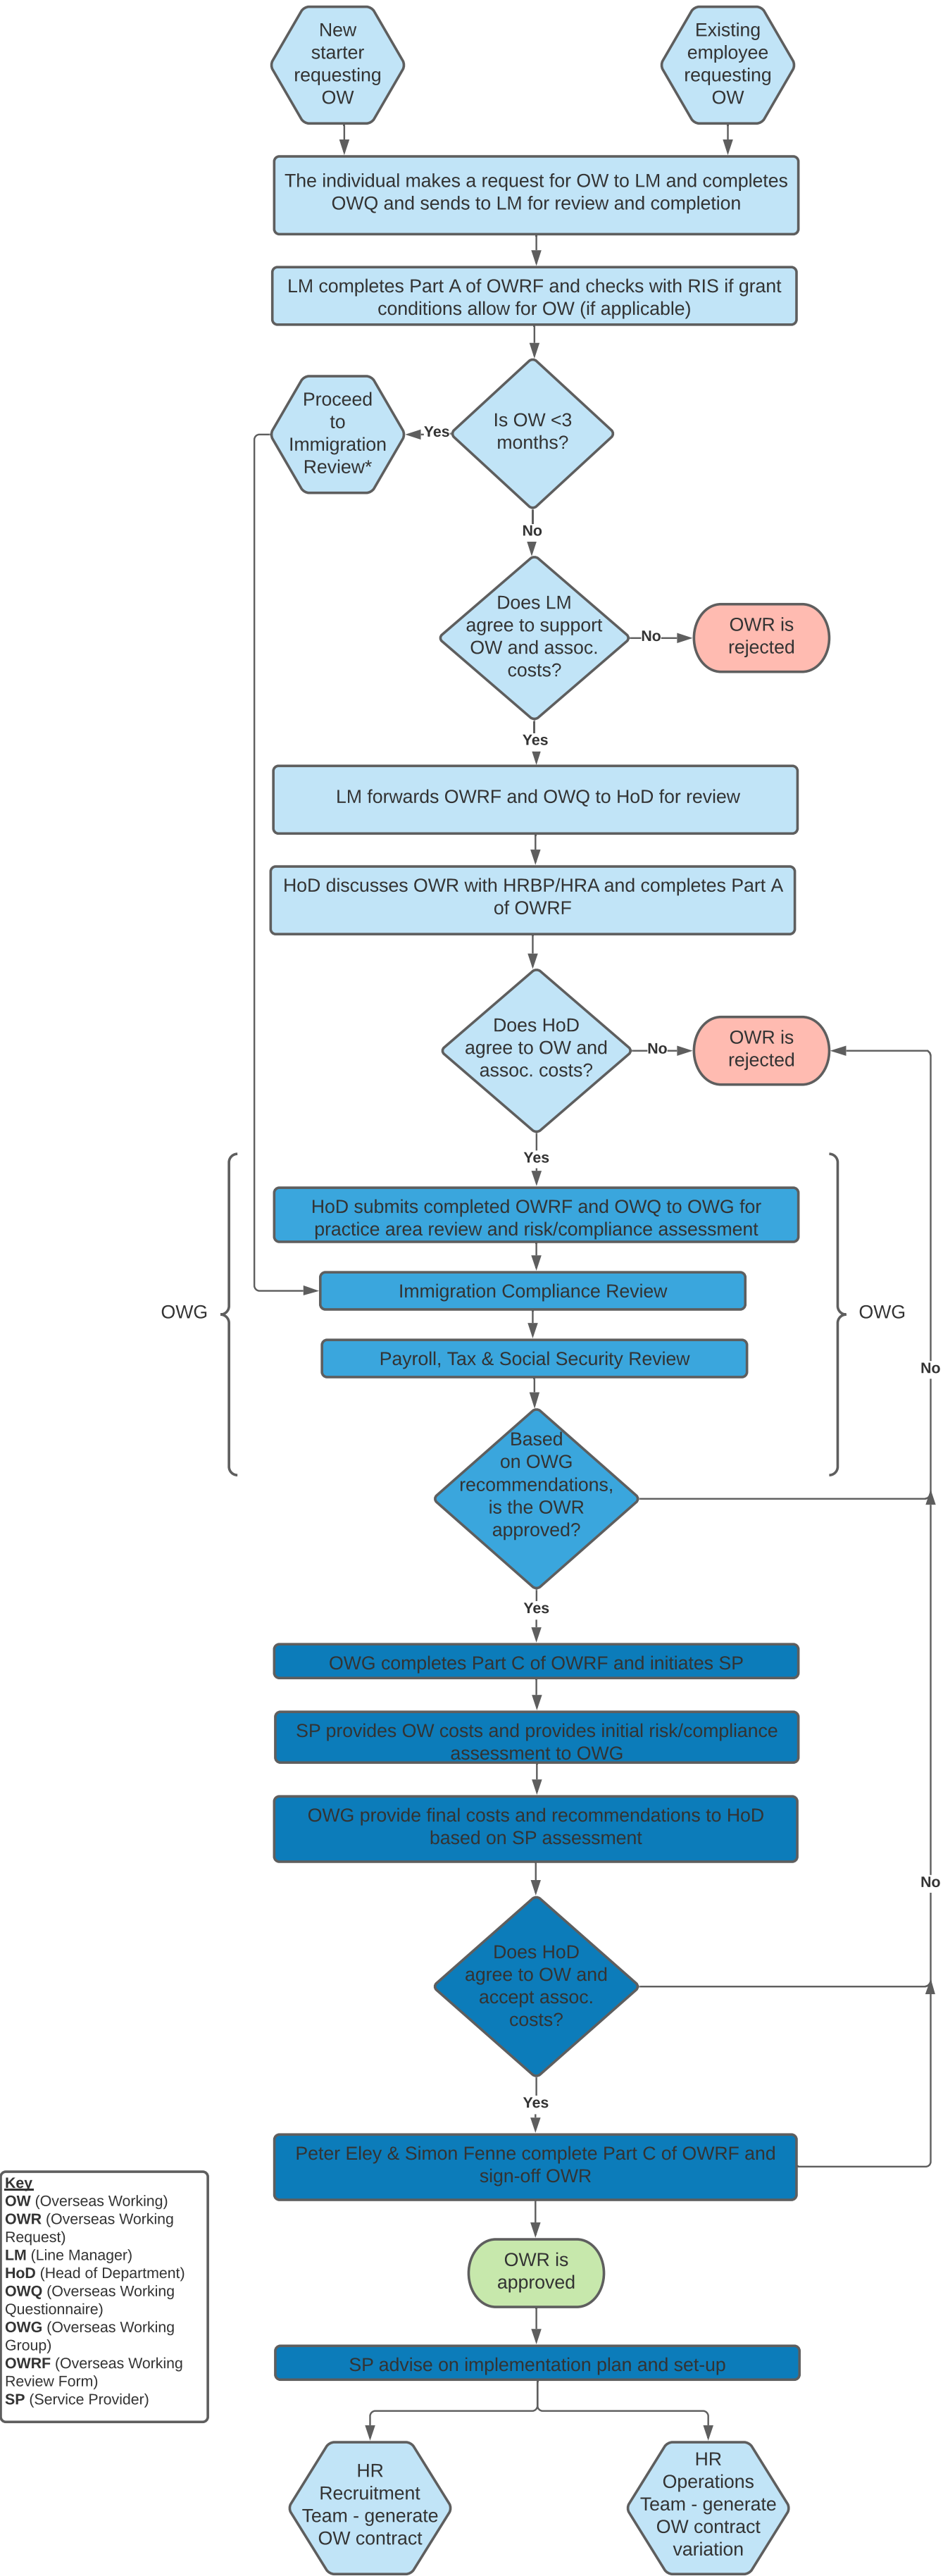 New
starter
requesting
OW
Existing
employee
requesting
OW
The individual makes a request for OW to LM and completes
OWQ and sends to LM for review and completion
LM completes Part A of OWRF and checks with RIS if grant
conditions allow for OW (if applicable)
Is OW <3
months?
Yes
Proceed
to
Immigration
Review*
No
Does LM
agree to support
OW and assoc.
costs?
No
OWR is
rejected
Yes
LM forwards OWRF and OWQ to HoD for review
HoD discusses OWR with HRBP/HRA and completes Part A
of OWRF
Does HoD
agree to OW and
assoc. costs?
No
OWR is
rejected
Yes
HoD submits completed OWRF and OWQ to OWG for
practice area review and risk/compliance assessment
Immigration Compliance Review
OWG
OWG
Payroll, Tax & Social Security Review
No
Based
on OWG
recommendations,
is the OWR
approved?
Yes
OWG completes Part C of OWRF and initiates SP
SP provides OW costs and provides initial risk/compliance
assessment to OWG
OWG provide final costs and recommendations to HoD
based on SP assessment
No
Does HoD
agree to OW and
accept assoc.
costs?
Yes
Peter Eley & Simon Fenne complete Part C of OWRF and
sign-off OWR
OWR is
approved
SP advise on implementation plan and set-up
HR
Recruitment
Team - generate
OW contract
HR
Operations
Team - generate
OW contract
variation
Key
OW (Overseas Working)
OWR (Overseas Working
Request)
LM (Line Manager)
HoD (Head of Department)
OWQ (Overseas Working
Questionnaire)
OWG (Overseas Working
Group)
OWRF (Overseas Working
Review Form)
SP (Service Provider)